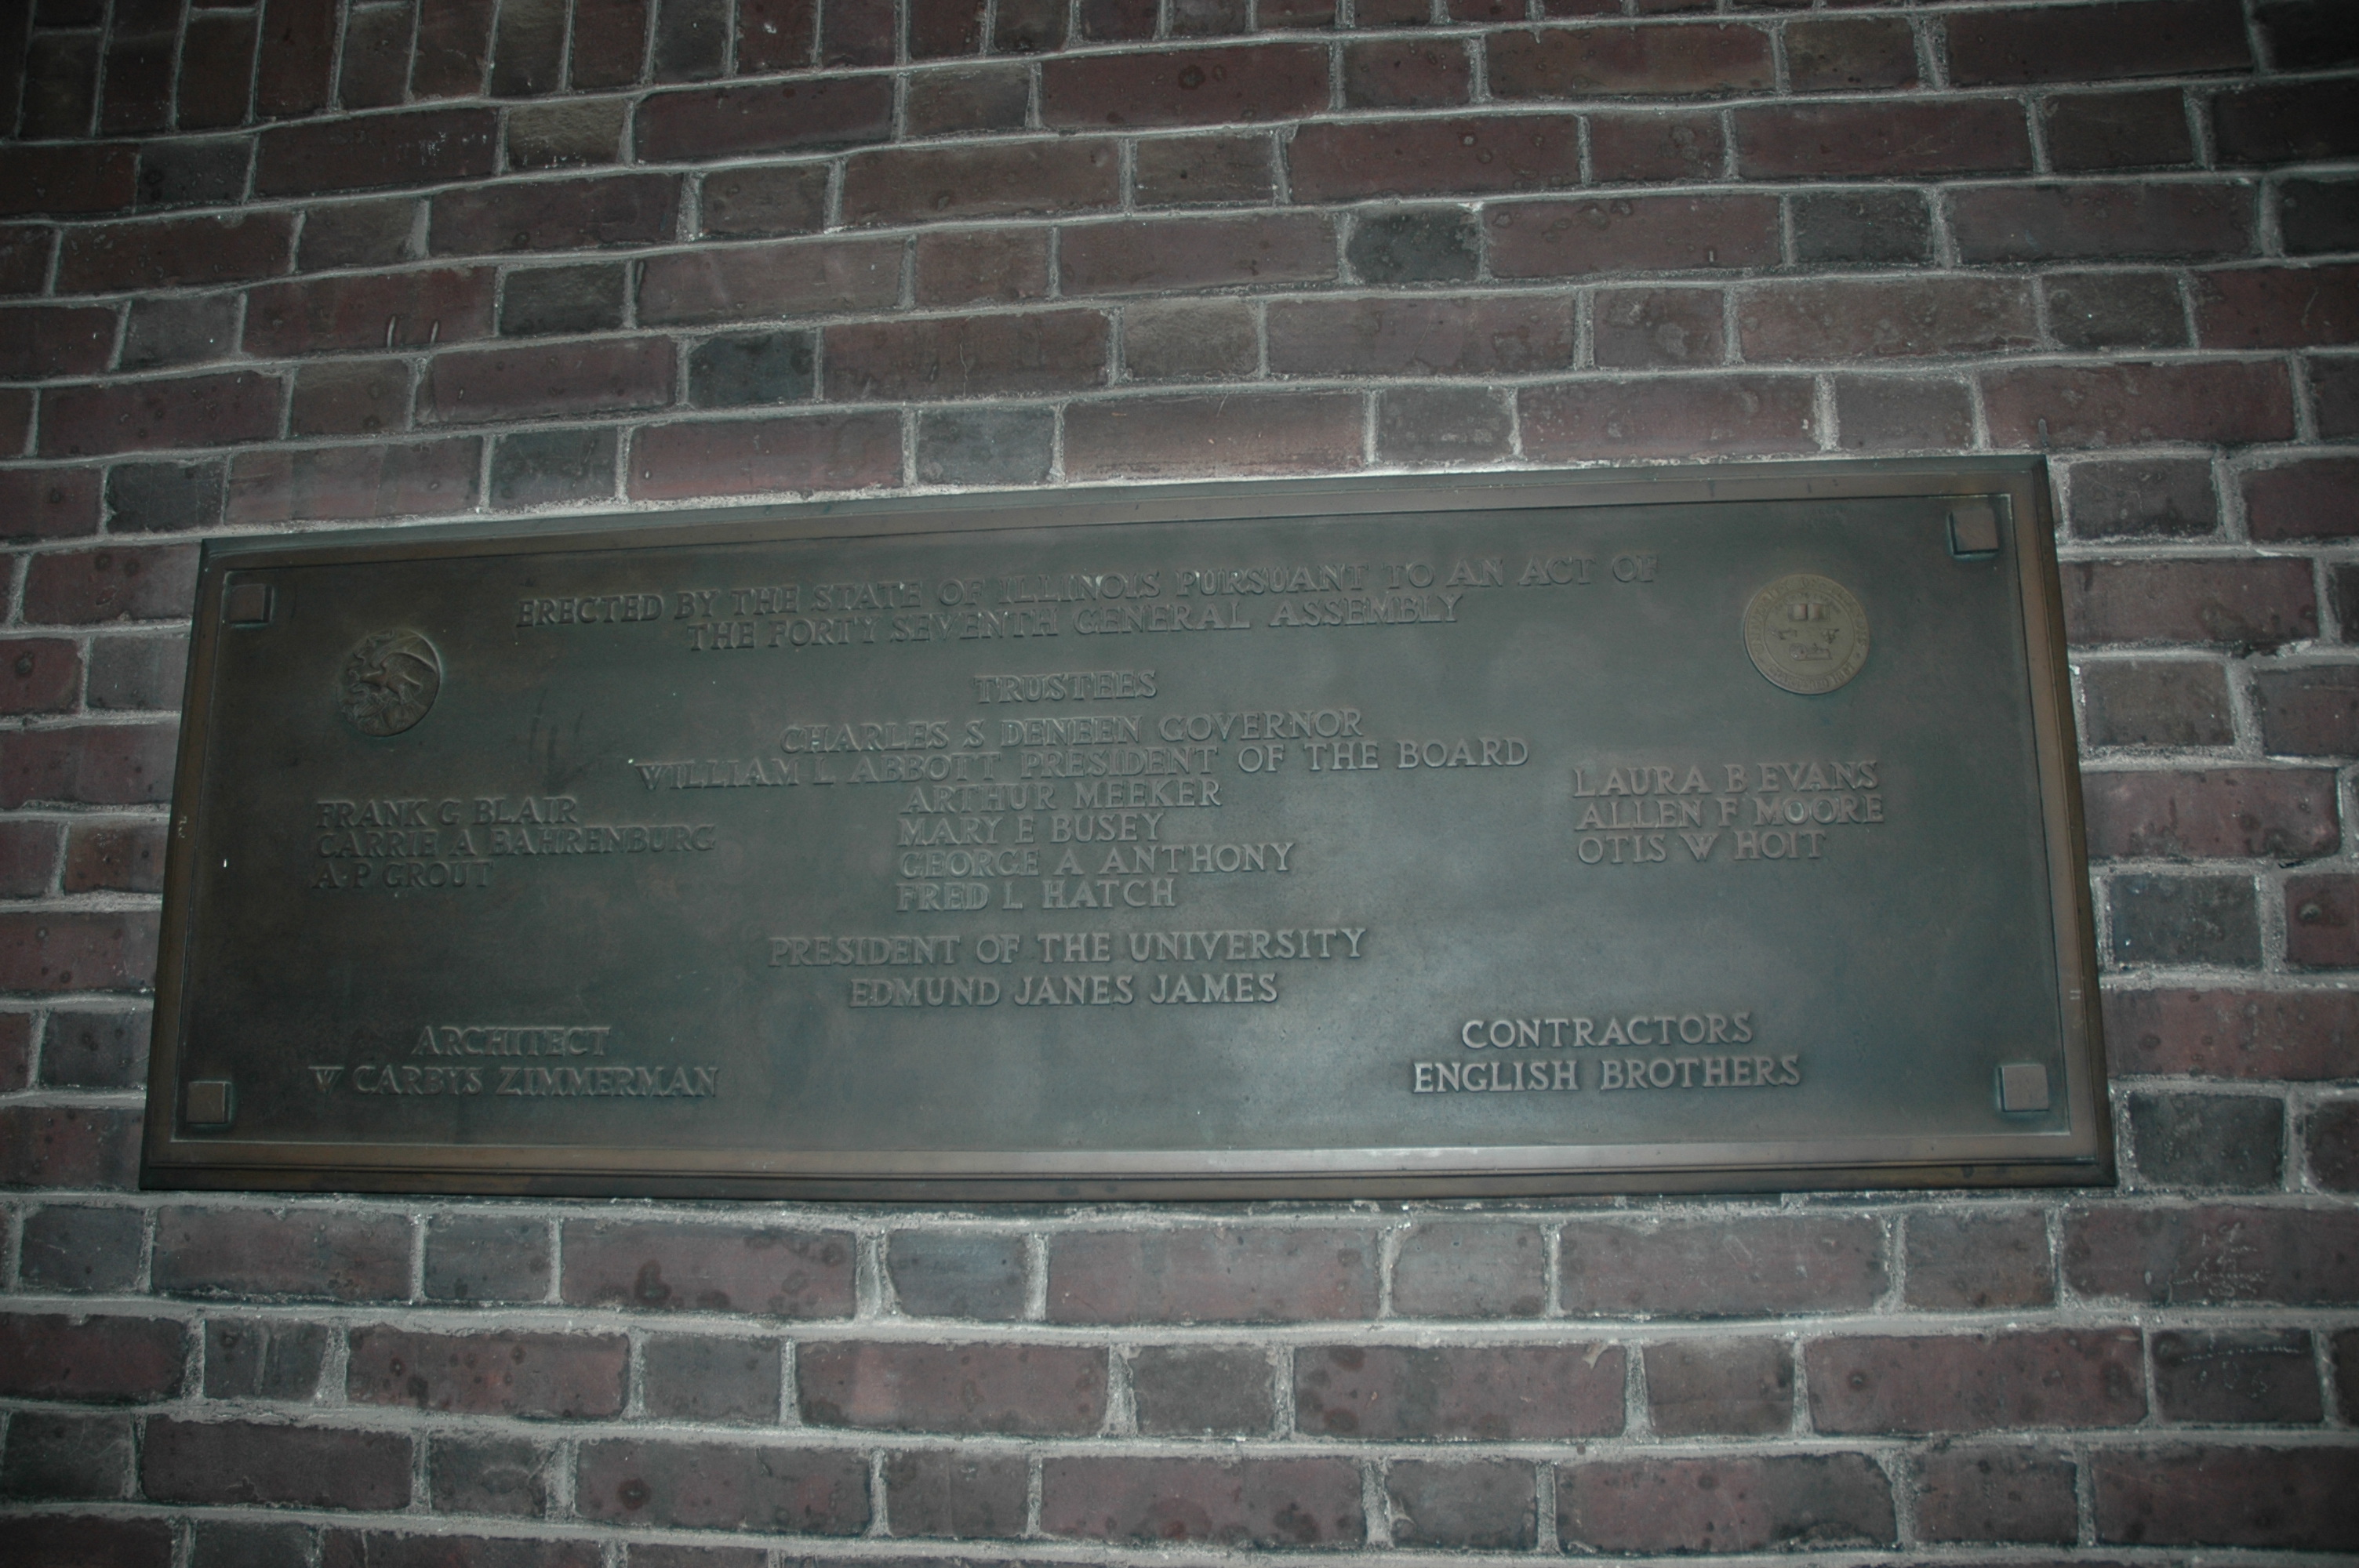 ERECTED BY THE STATE OF ILLINOIS PURSUANT TO AN ACT OF
THE FORTY SEVENTH GENERAL ASSEMBLY
TRUSTEES
CHARLES S DENEEN GOVERNOR
WILLIAM L ABBOTT PRESIDENT OF THE BOARD
FRANK G BLAIR
CARRIE A BAHRENBURG
A·P GROUT
ARTHUR MEEKER
MARY E BUSEY
GEORGE A ANTHONY
FRED L HATCH
LAURA B EVANS
ALLEN F MOORE
OTIS W HOIT
PRESIDENT OF THE UNIVERSITY
EDMUND JANES JAMES
ARCHITECT
W CARBYS ZIMMERMAN
CONTRACTORS
ENGLISH BROTHERS